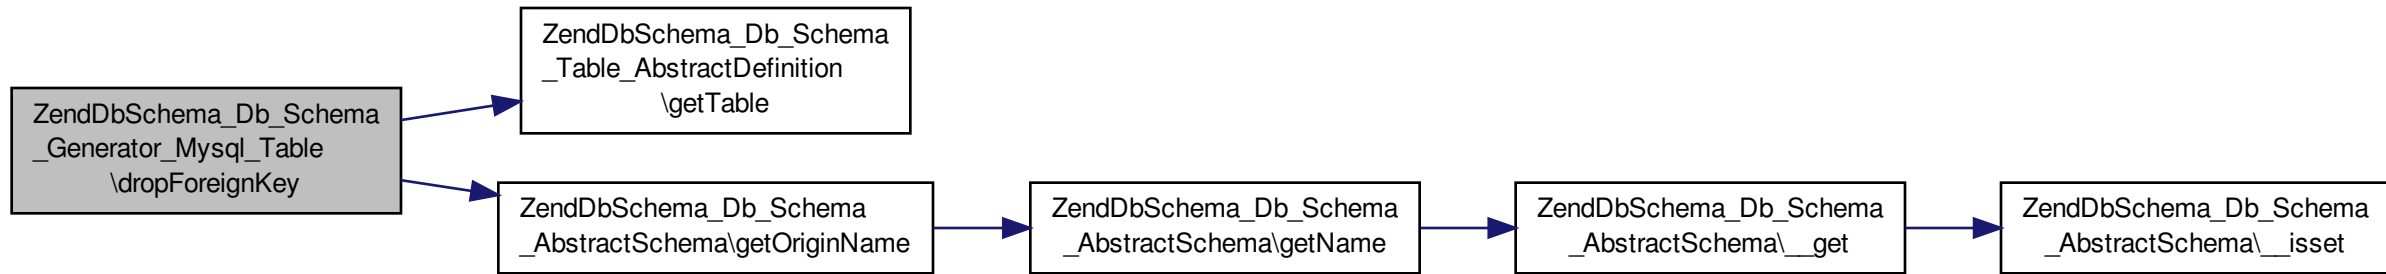 ZendDbSchema_Db_Schema
_Generator_Mysql_Table
\dropForeignKey
ZendDbSchema_Db_Schema
_Table_AbstractDefinition
\getTable
ZendDbSchema_Db_Schema
_AbstractSchema\getOriginName
ZendDbSchema_Db_Schema
_AbstractSchema\getName
ZendDbSchema_Db_Schema
_AbstractSchema\__get
ZendDbSchema_Db_Schema
_AbstractSchema\__isset